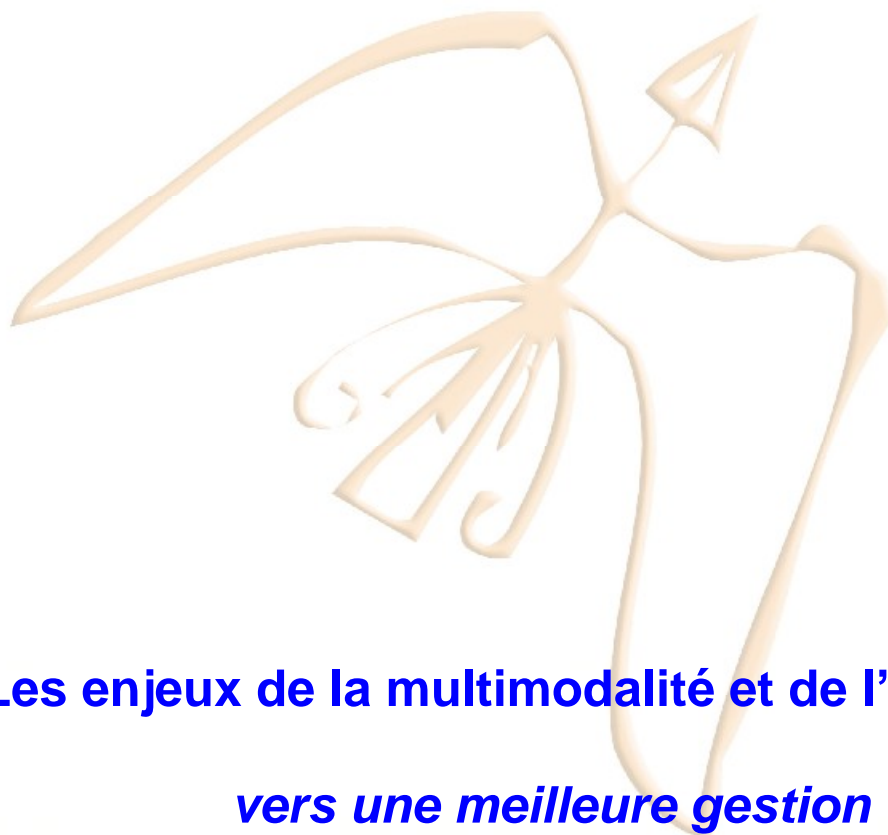 Les enjeux de la multimodalité et de l’
vers une meilleure gestion